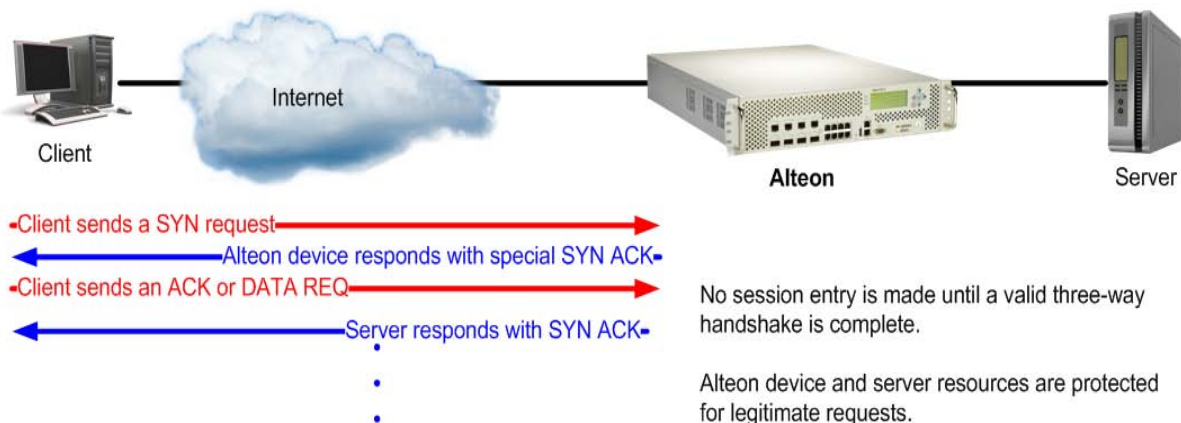 Internet
Client
Alteon
Server
Client sends a SYN request
Alteon device responds with special SYN ACK
Client sends an ACK or DATA REQ
Server responds with SYN ACK
No session entry is made until a valid three-way
handshake is complete.
Alteon device and server resources are protected
for legitimate requests.